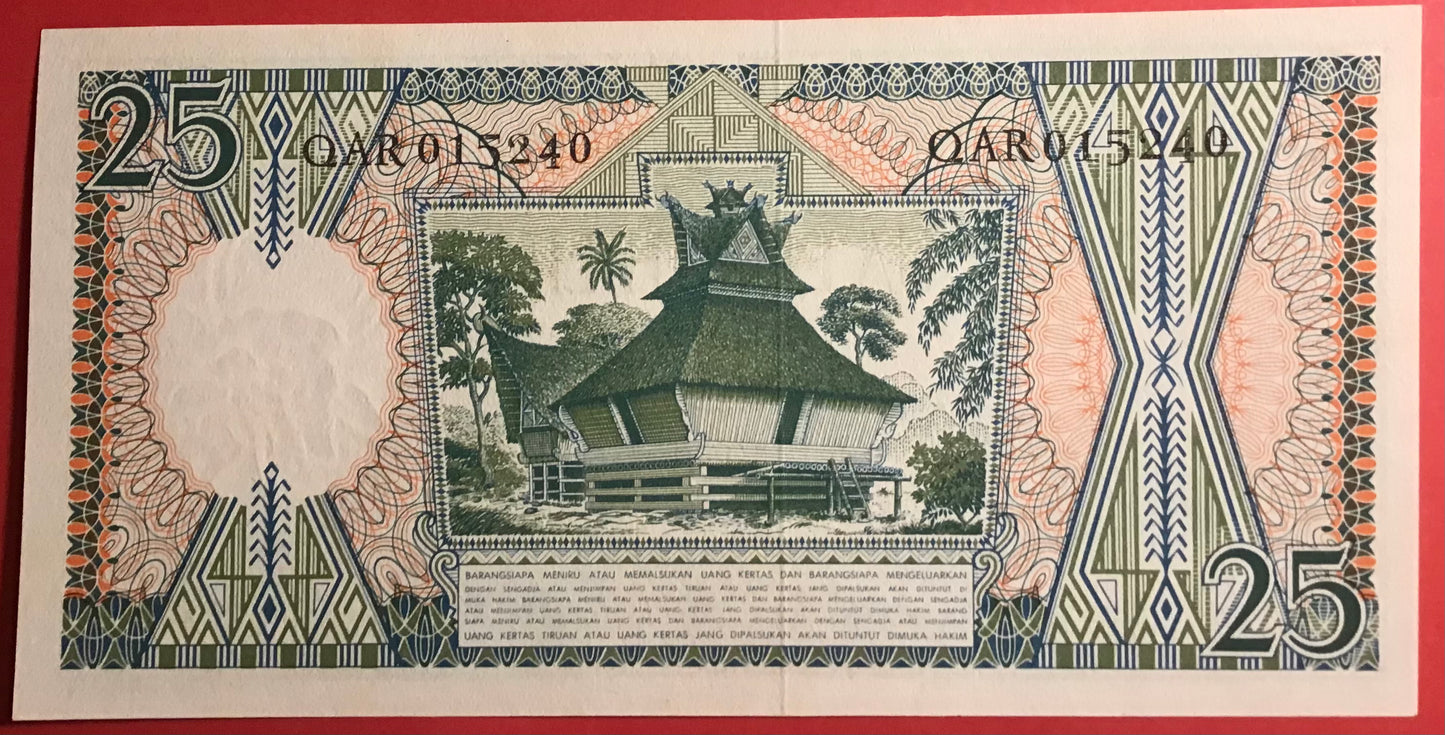 25
QAR 015240 QAR 015240
BARANGSIAPA MENIRU ATAU MEMALSUKAN UANG KERTAS DAN BARANGSIAPA MENGELUARKAN
DENGAN SENGADJA ATAU MENJIMPAN UANG KERTAS TIRUAN ATAU UANG KERTAS JANG DIPALSUKAN AKAN DITUNTUT DI
MUKA HAKIM BARANGSIAPA MENIRU ATAU MEMALSUKAN UANG KERTAS DAN BARANGSIAPA MENGELUARKAN DENGAN SENGADJA
ATAU MENJIMPAN UANG KERTAS TIRUAN ATAU UANG KERTAS JANG DIPALSUKAN AKAN DITUNTUT DIMUKA HAKIM BARANG
SIAPA MENIRU ATAU MEMALSUKAN UANG KERTAS DAN BARANGSIAPA MENGELUARKAN DENGAN SENGADJA ATAU MENJIMPAN
UANG KERTAS TIRUAN ATAU UANG KERTAS JANG DIPALSUKAN AKAN DITUNTUT DIMUKA HAKIM
25